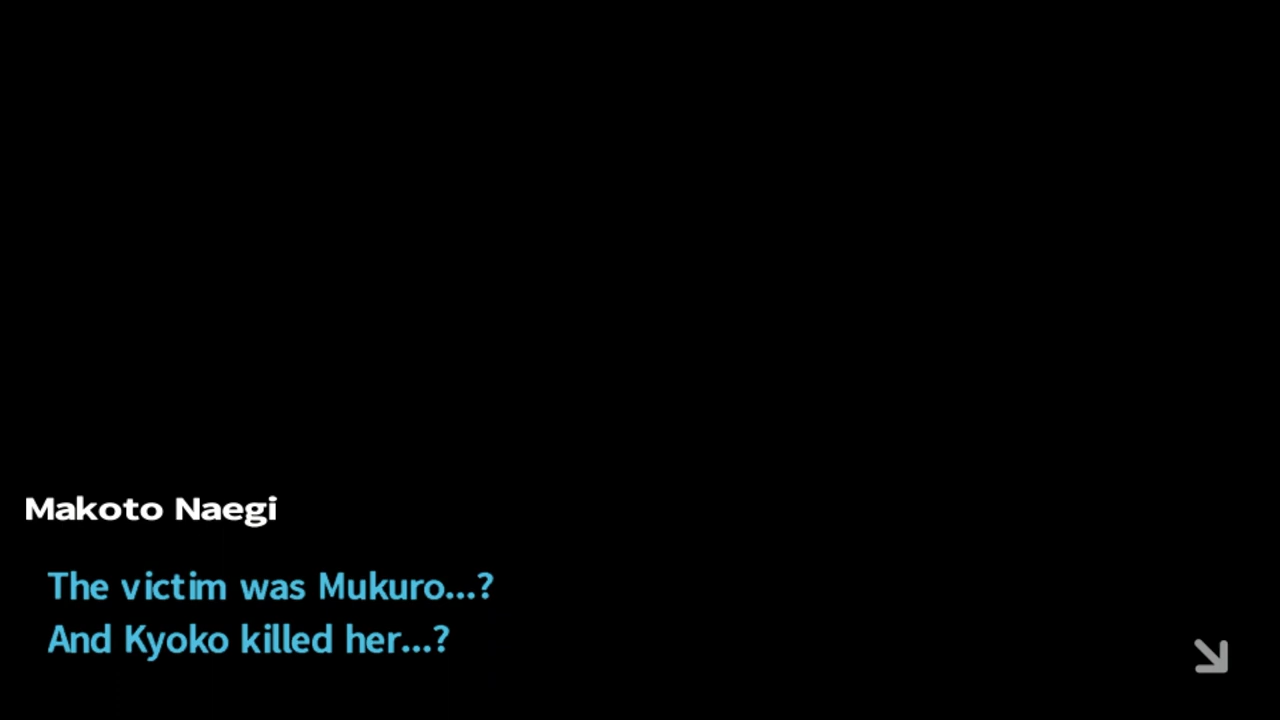 Makoto Naegi
The victim was Mukuro...?
And Kyoko killed her...?